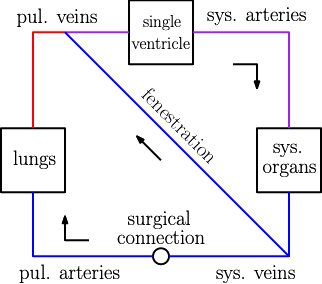 pul. veins
single
ventricle
sys. arteries
fenestration
lungs
sys.
organs
surgical
connection
pul. arteries
sys. veins